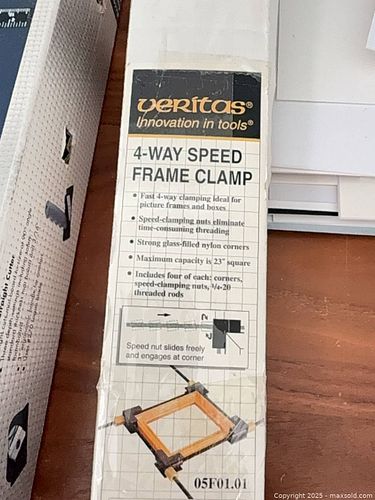 veritas®
Innovation in tools®
4-WAY SPEED
FRAME CLAMP
• Fast 4-way clamping ideal for
picture frames and boxes
• Speed-clamping nuts eliminate
time-consuming threading
• Strong glass-filled nylon corners
• Maximum capacity is 23" square
• Includes four of each: corners,
speed-clamping nuts, 1/4-20
threaded rods
Speed nut slides freely
and engages at corner
05F01.01
Copyright 2025 - maxsold.com